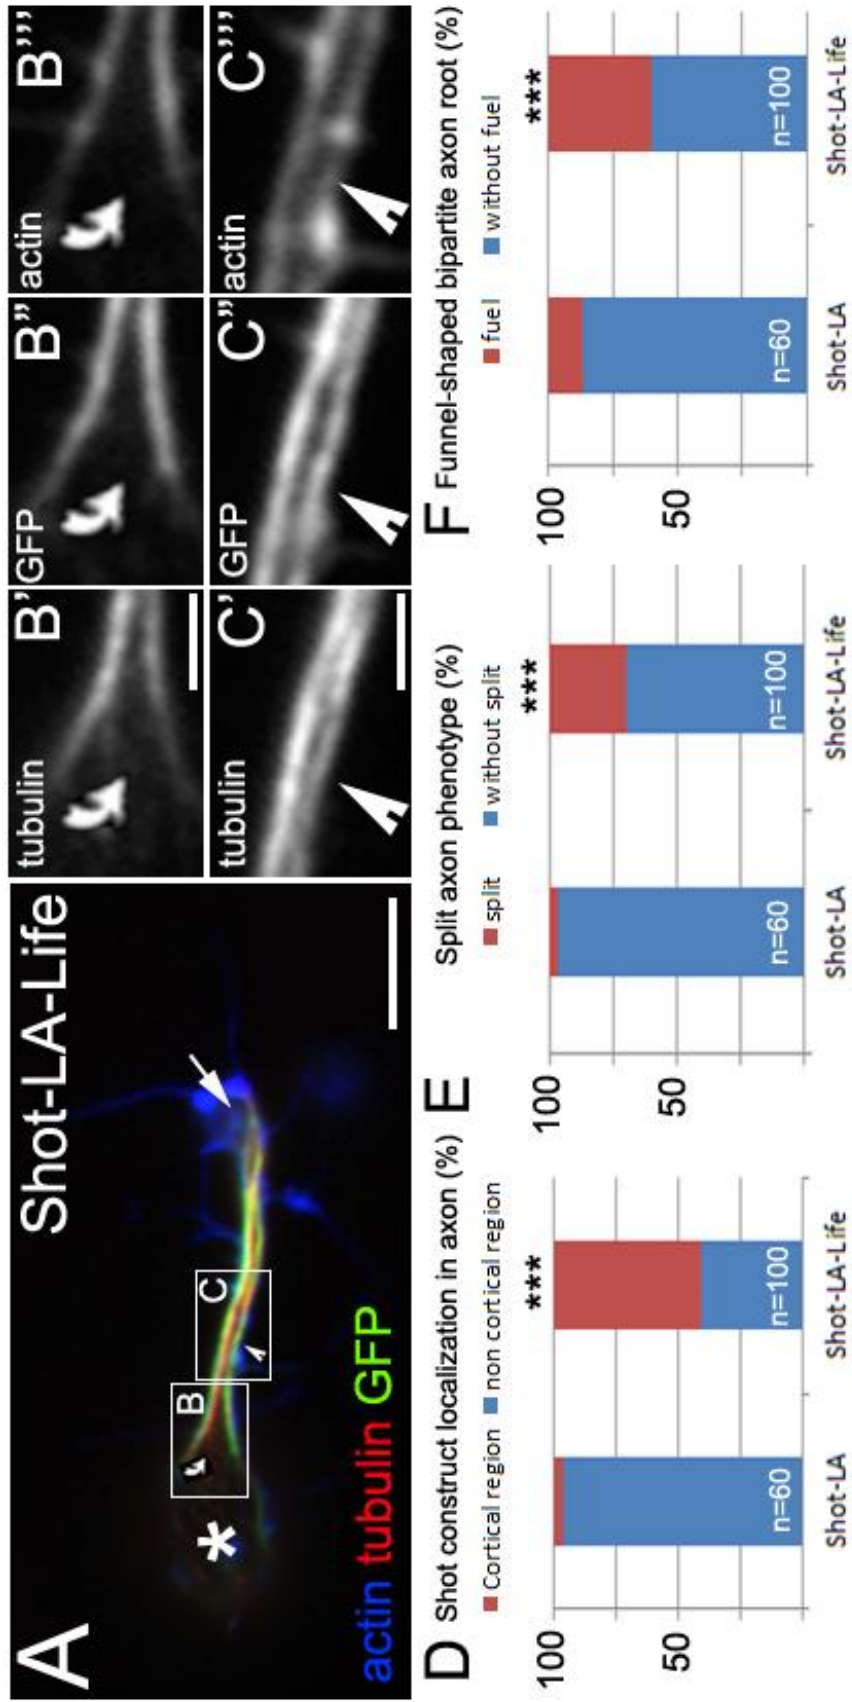 A
Shot-LA-Life
*
B
C
actin tubulin GFP
tubulin
B'
GFP
B''
actin
B'''
tubulin
C'
GFP
C''
actin
C'''
D Shot construct localization in axon (%)
Cortical region non cortical region
100
50
***
n=60
n=100
Shot-LA
Shot-LA-Life
E Split axon phenotype (%)
split without split
100
50
***
n=60
n=100
Shot-LA
Shot-LA-Life
F Funnel-shaped bipartite axon root (%)
fuel without fuel
100
50
***
n=60
n=100
Shot-LA
Shot-LA-Life